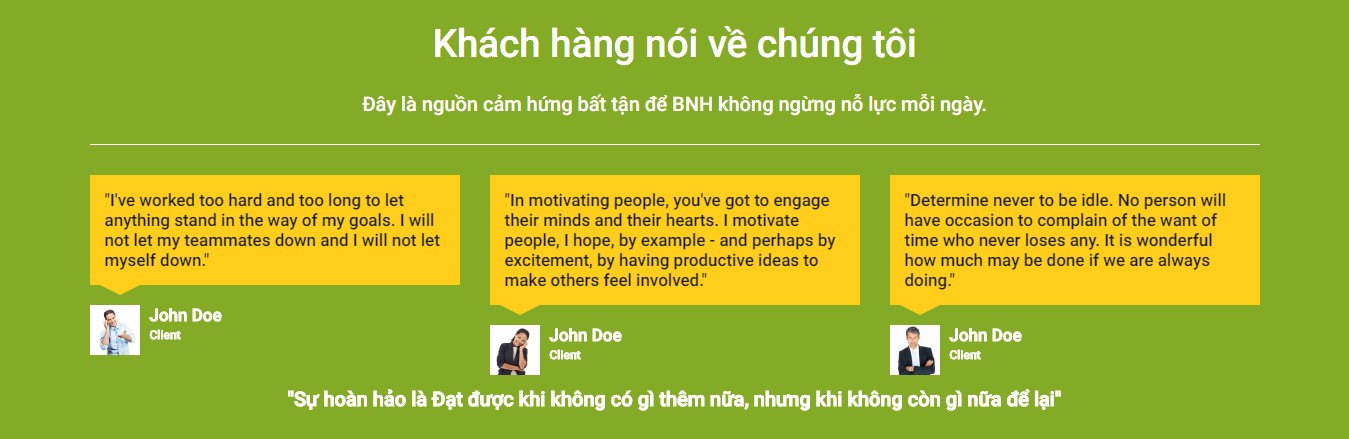 Khách hàng nói về chúng tôi
Đây là nguồn cảm hứng bất tận để BNH không ngừng nỗ lực mỗi ngày.
"I've worked too hard and too long to let
anything stand in the way of my goals. I will
not let my teammates down and I will not let
myself down."
John Doe
Client
"In motivating people, you've got to engage
their minds and their hearts. I motivate
people, I hope, by example - and perhaps by
excitement, by having productive ideas to
make others feel involved."
John Doe
Client
"Determine never to be idle. No person will
have occasion to complain of the want of
time who never loses any. It is wonderful
how much may be done if we are always
doing."
John Doe
Client
"Sự hoàn hảo là Đạt được khi không có gì thêm nữa, nhưng khi không còn gì nữa để lại"